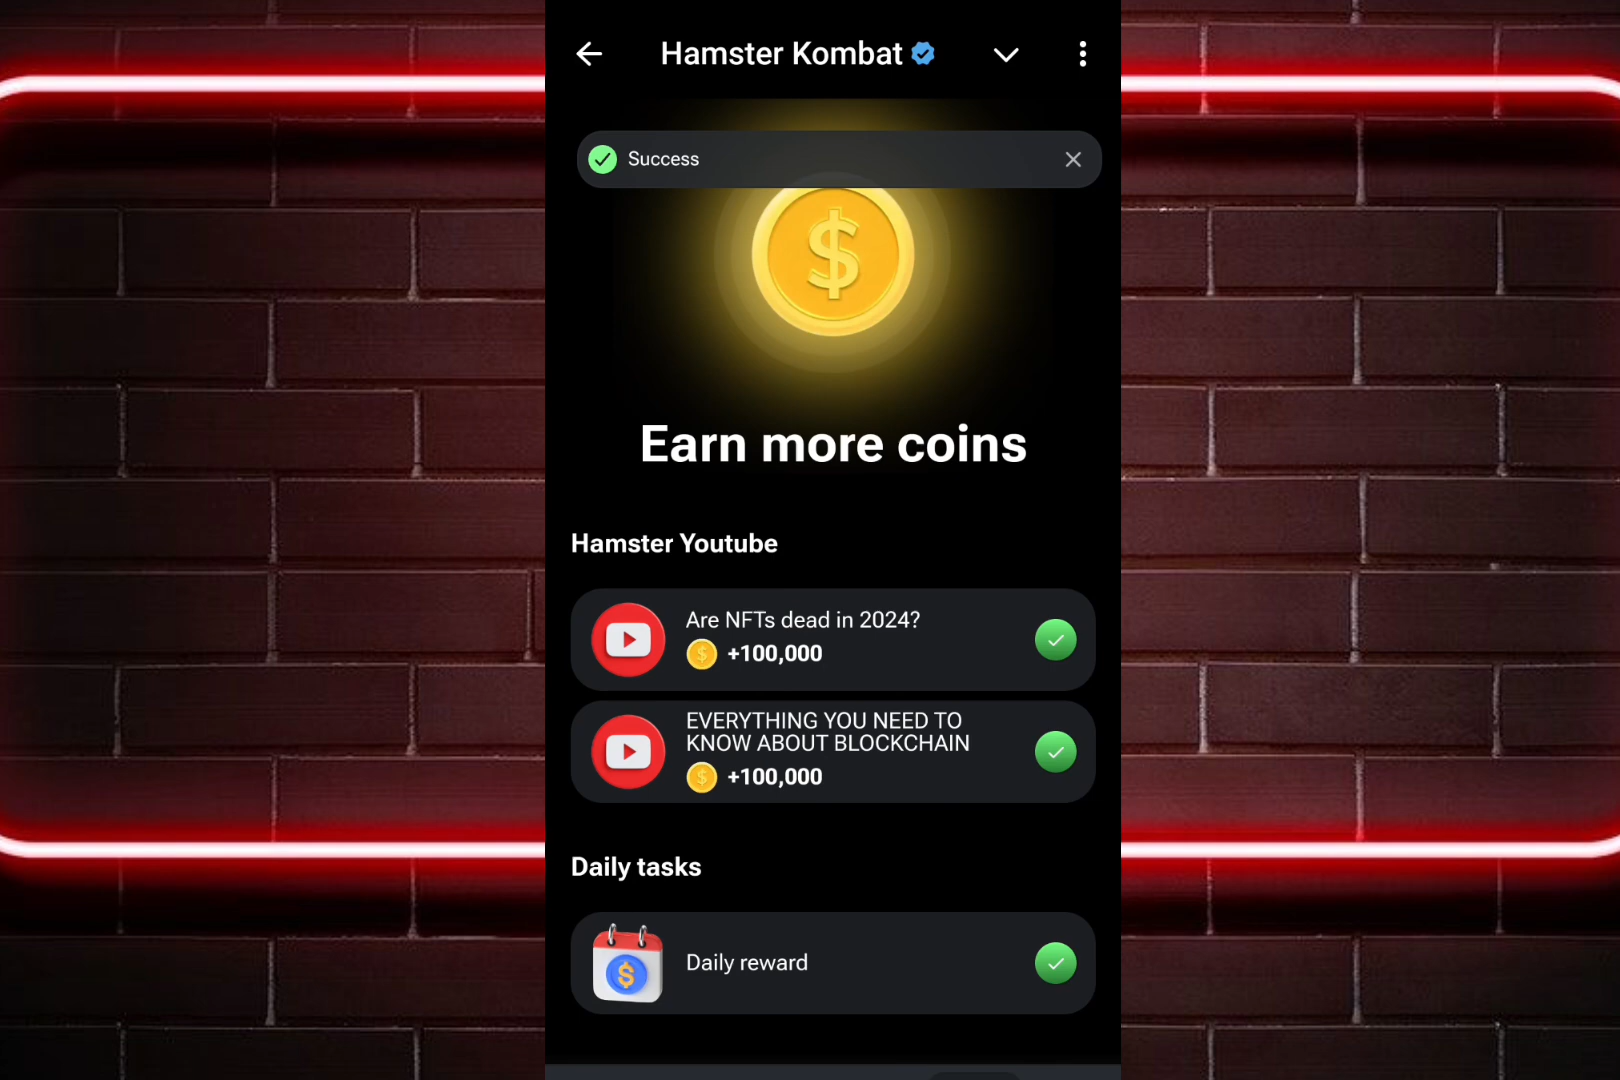 Hamster Kombat
Success
Earn more coins
Hamster Youtube
Are NFTs dead in 2024?
+100,000
EVERYTHING YOU NEED TO
KNOW ABOUT BLOCKCHAIN
+100,000
Daily tasks
Daily reward